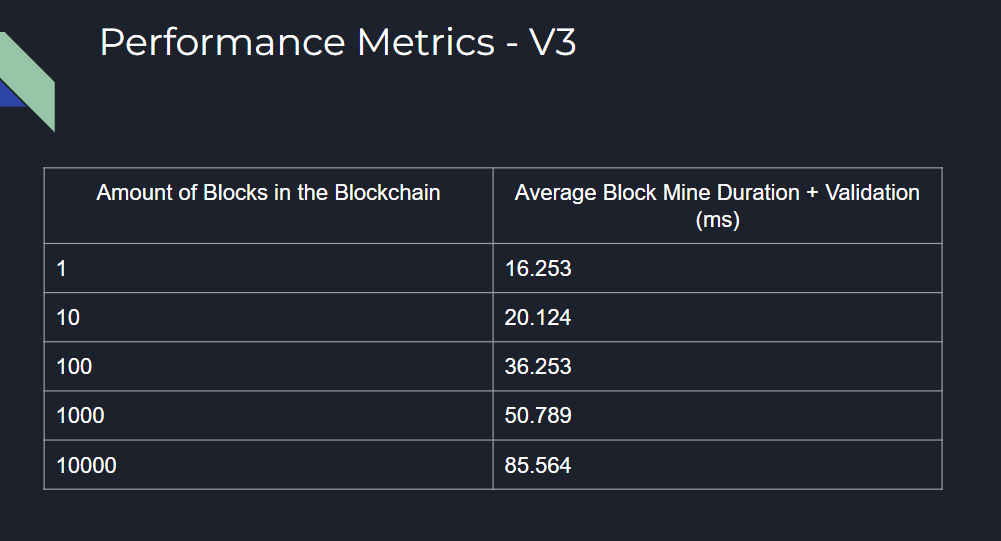 Performance Metrics - V3
Amount of Blocks in the Blockchain
Average Block Mine Duration + Validation
(ms)
1
16.253
10
20.124
100
36.253
1000
50.789
10000
85.564